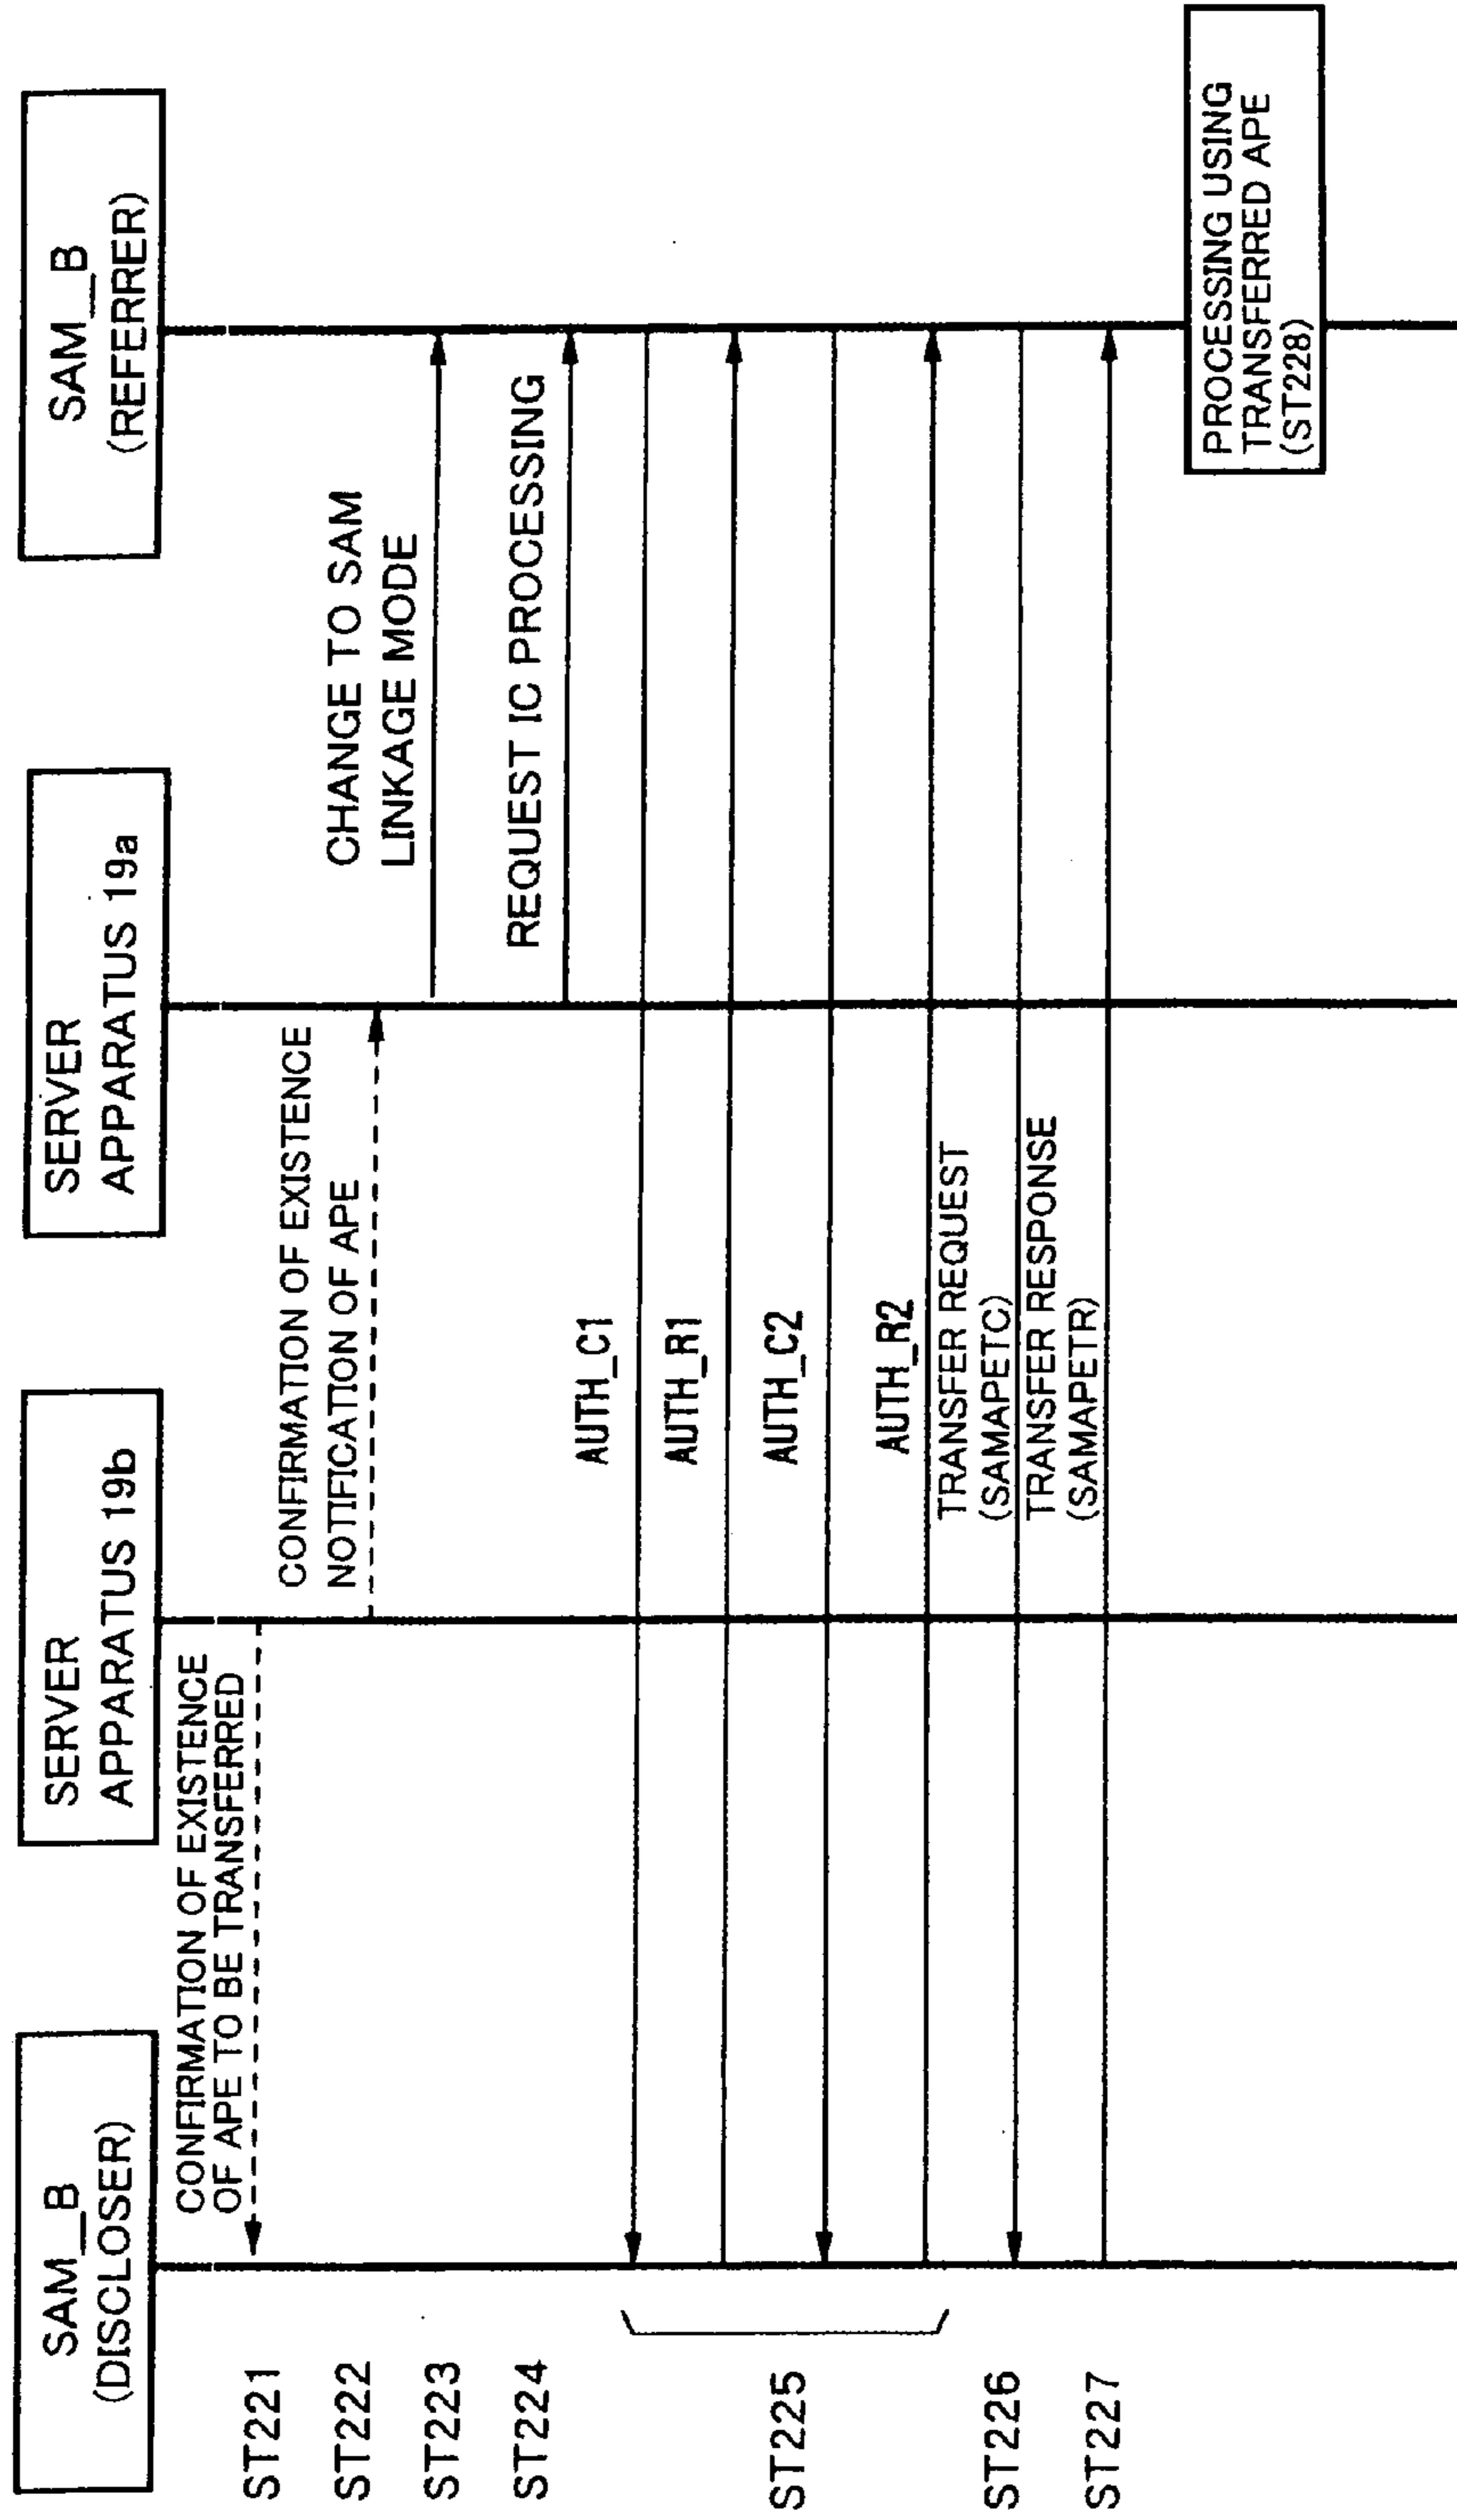 SAM_B
(DISCLOSER)
SERVER
APPARATUS 19b
SERVER
APPARATUS 19a
SAM_B
(REFERRER)
ST221
CONFIRMATION OF EXISTENCE
OF APE TO BE TRANSFERRED
ST222
CONFIRMATION OF EXISTENCE
NOTIFICATION OF APE
ST223
CHANGE TO SAM
LINKAGE MODE
ST224
REQUEST IC PROCESSING
ST225
AUTH_C1
AUTH_R1
AUTH_C2
AUTH_R2
ST226
TRANSFER REQUEST
(SAMAPETC)
ST227
TRANSFER RESPONSE
(SAMAPETR)
PROCESSING USING
TRANSFERRED APE
(ST228)